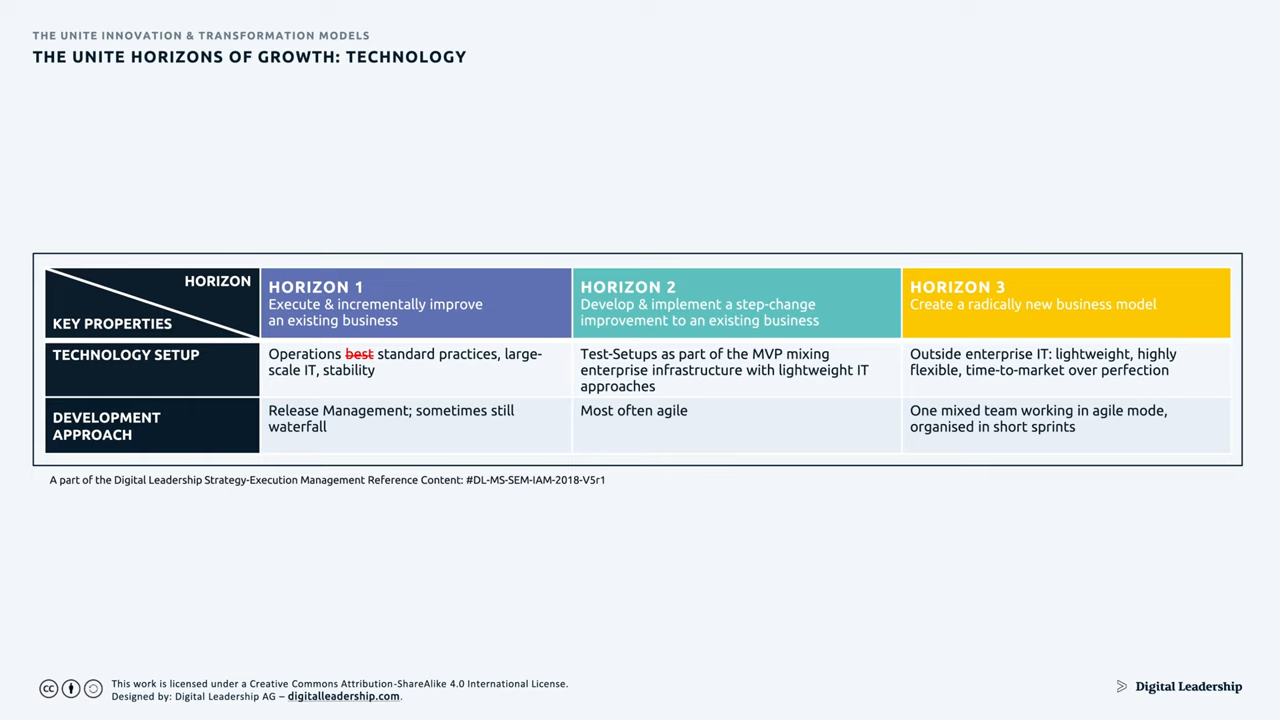 THE UNITE INNOVATION & TRANSFORMATION MODELS
THE UNITE HORIZONS OF GROWTH: TECHNOLOGY
HORIZON
KEY PROPERTIES
HORIZON 1
Execute & incrementally improve
an existing business
HORIZON 2
Develop & implement a step-change
improvement to an existing business
HORIZON 3
Create a radically new business model
TECHNOLOGY SETUP
Operations best standard practices, large-
scale IT, stability
Test-Setups as part of the MVP mixing
enterprise infrastructure with lightweight IT
approaches
Outside enterprise IT: lightweight, highly
flexible, time-to-market over perfection
DEVELOPMENT
APPROACH
Release Management; sometimes still
waterfall
Most often agile
One mixed team working in agile mode,
organised in short sprints
A part of the Digital Leadership Strategy-Execution Management Reference Content: #DL-MS-SEM-IAM-2018-V5r1
cc
This work is licensed under a Creative Commons Attribution-ShareAlike 4.0 International License.
Designed by: Digital Leadership AG – digitalleadership.com.
Digital Leadership